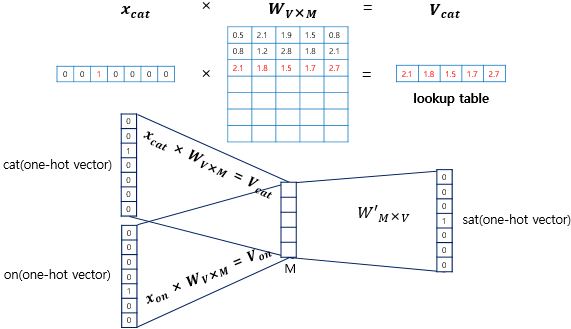 x_cat × W_V×M = V_cat
0.5 2.1 1.9 1.5 0.8
0.8 1.2 2.8 1.8 2.1
0 0 1 0 0 0 0 × 2.1 1.8 1.5 1.7 2.7 = 2.1 1.8 1.5 1.7 2.7
lookup table
cat(one-hot vector)
0
0
1
0
0
0
0
x_cat × W_V×M = V_cat
on(one-hot vector)
0
0
0
0
1
0
0
x_on × W_V×M = V_on
M
W'_M×V
0
0
0
1
0
0
0
sat(one-hot vector)